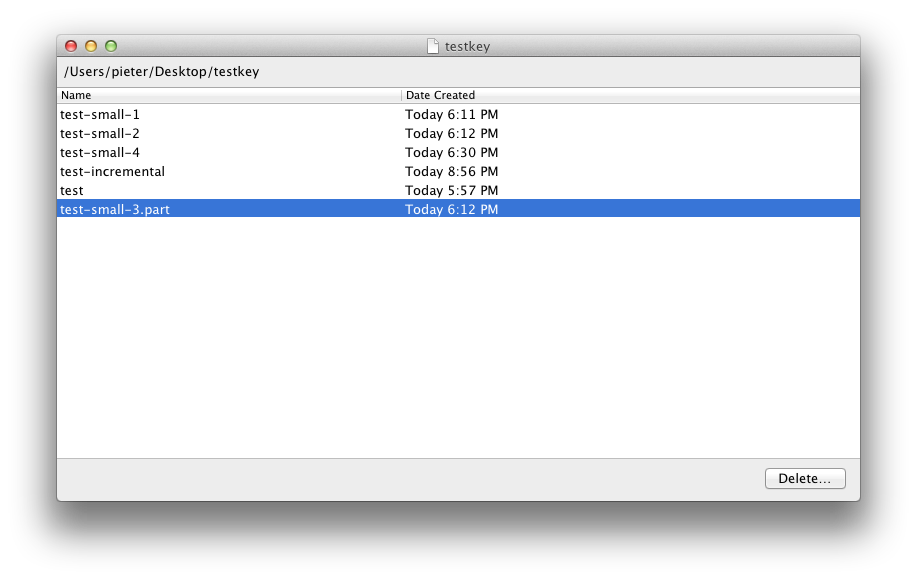 testkey
/Users/pieter/Desktop/testkey
Name Date Created
test-small-1 Today 6:11 PM
test-small-2 Today 6:12 PM
test-small-4 Today 6:30 PM
test-incremental Today 8:56 PM
test Today 5:57 PM
test-small-3.part Today 6:12 PM
Delete...